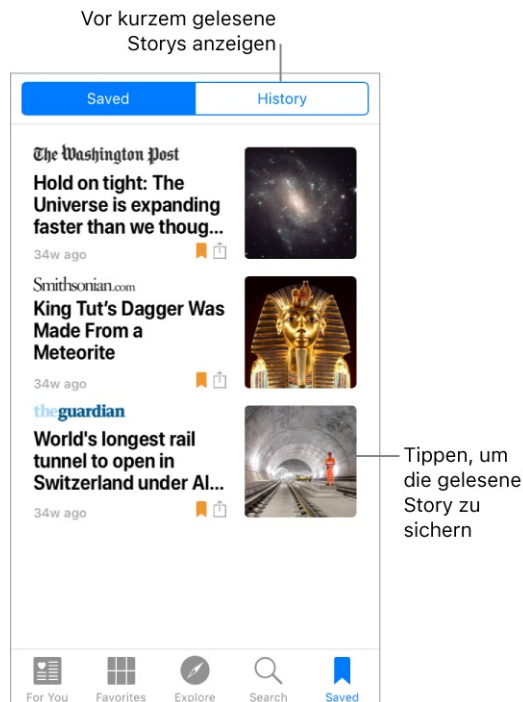 Vor kurzem gelesene
Storys anzeigen
Saved
History
The Washington Post
Hold on tight: The
Universe is expanding
faster than we thoug...
34w ago
Smithsonian.com
King Tut's Dagger Was
Made From a
Meteorite
34w ago
theguardian
World's longest rail
tunnel to open in
Switzerland under Al...
34w ago
Tippen, um
die gelesene
Story zu
sichern
For You
Favorites
Explore
Search
Saved